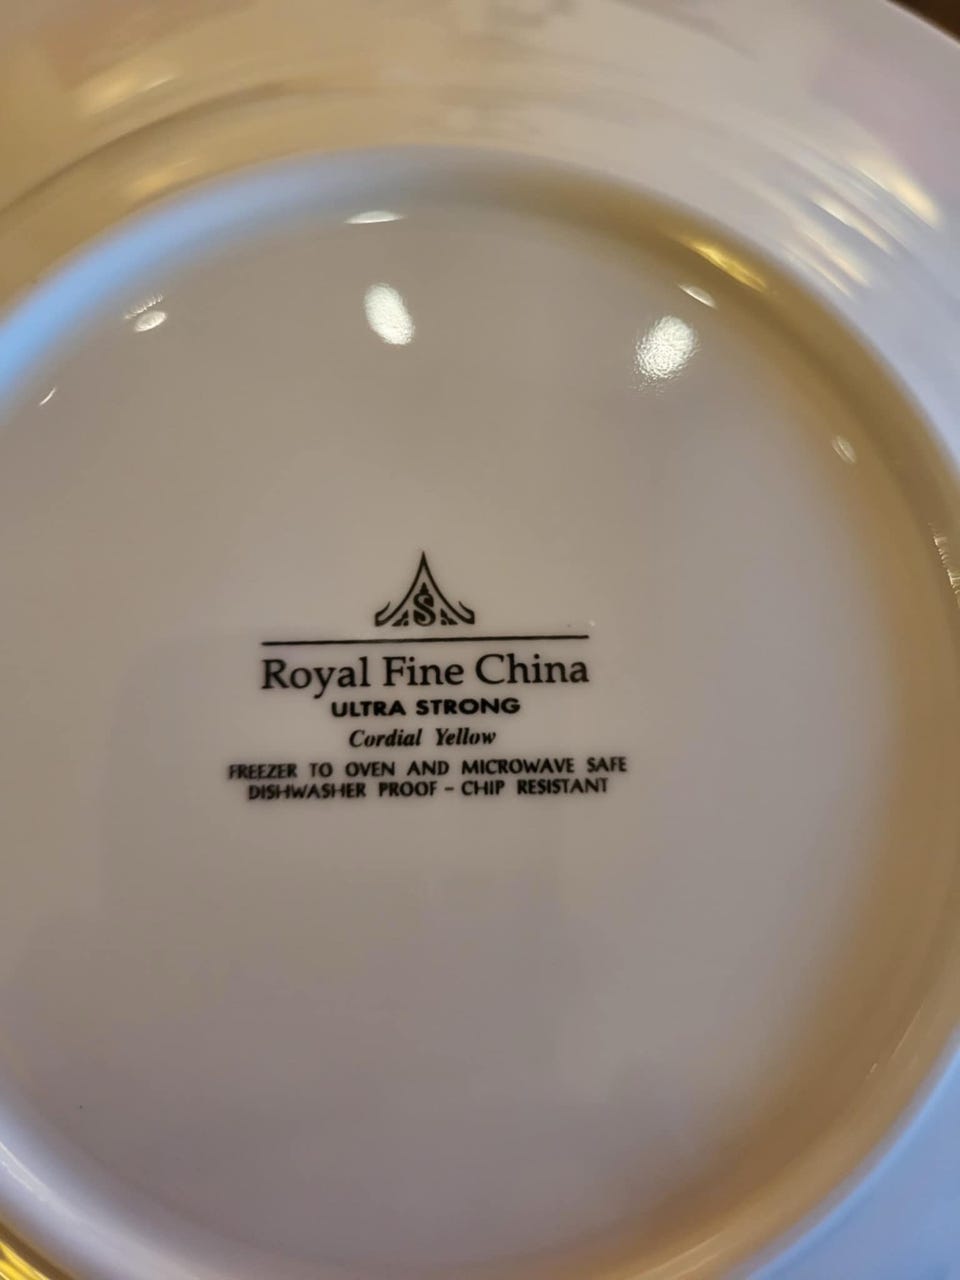 S
Royal Fine China
ULTRA STRONG
Cordial Yellow
FREEZER TO OVEN AND MICROWAVE SAFE
DISHWASHER PROOF - CHIP RESISTANT